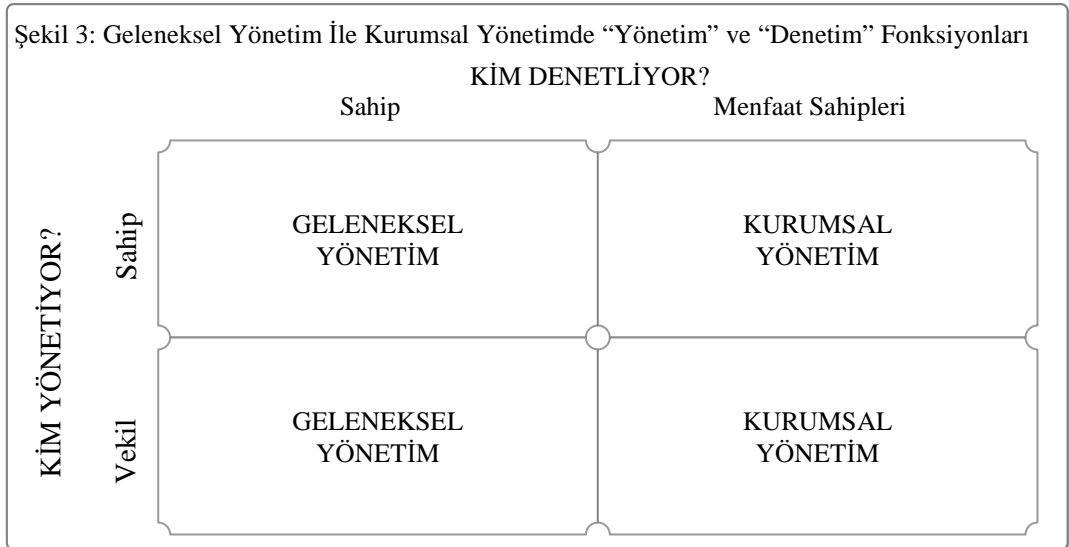 Şekil 3: Geleneksel Yönetim İle Kurumsal Yönetimde “Yönetim” ve “Denetim” Fonksiyonları
KİM DENETLİYOR?
Sahip Menfaat Sahipleri
KİM YÖNETİYOR?
Sahip
GELENEKSEL
YÖNETİM
KURUMSAL
YÖNETİM
Vekil
GELENEKSEL
YÖNETİM
KURUMSAL
YÖNETİM